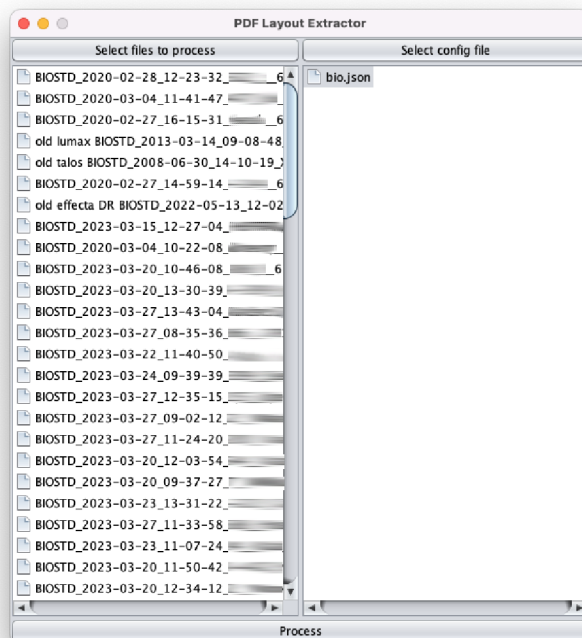 PDF Layout Extractor
Select files to process
Select config file
BIOSTD_2020-02-28_12-23-32_ _6
BIOSTD_2020-03-04_11-41-47_ _
BIOSTD_2020-02-27_16-15-31_ _6
old lumax BIOSTD_2013-03-14_09-08-48
old talos BIOSTD_2008-06-30_14-10-19_
BIOSTD_2020-02-27_14-59-14_ _6
old effecta DR BIOSTD_2022-05-13_12-02
BIOSTD_2023-03-15_12-27-04_
BIOSTD_2020-03-04_10-22-08_ _
BIOSTD_2023-03-20_10-46-08_ _6
BIOSTD_2023-03-20_13-30-39_
BIOSTD_2023-03-27_13-43-04_
BIOSTD_2023-03-27_08-35-36_
BIOSTD_2023-03-22_11-40-50_
BIOSTD_2023-03-24_09-39-39_
BIOSTD_2023-03-27_12-35-15_
BIOSTD_2023-03-27_09-02-12_
BIOSTD_2023-03-27_11-24-20_
BIOSTD_2023-03-20_12-03-54_
BIOSTD_2023-03-20_09-37-27_
BIOSTD_2023-03-23_13-31-22_
BIOSTD_2023-03-27_11-33-58_
BIOSTD_2023-03-23_11-07-24_
BIOSTD_2023-03-20_11-50-42_
BIOSTD_2023-03-20_12-34-12_
bio.json
Process